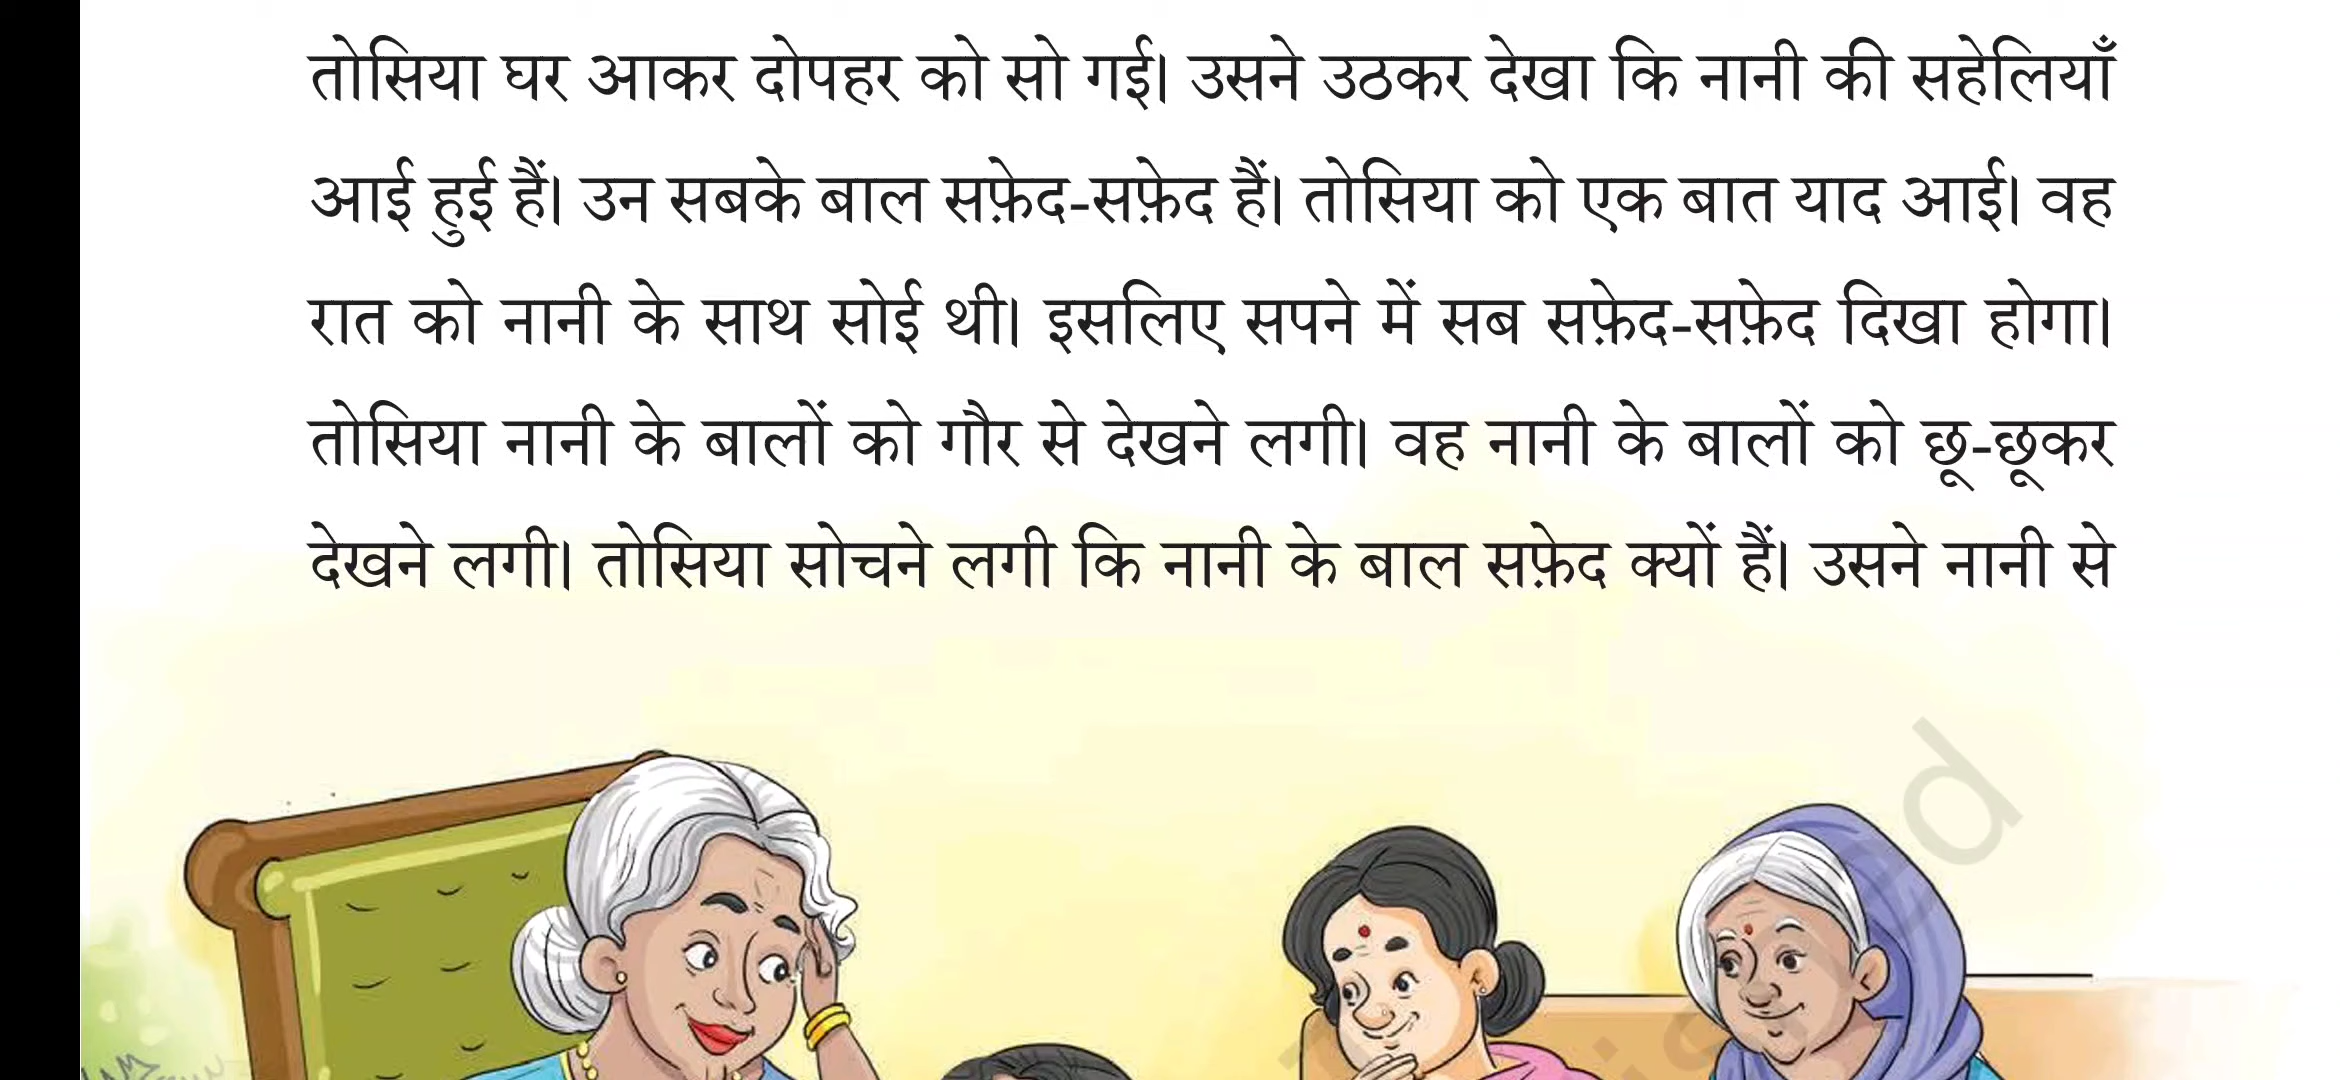 तोसिया घर आकर दोपहर को सो गई। उसने उठकर देखा कि नानी की सहेलियाँ
आई हुई हैं। उन सबके बाल सफ़ेद-सफ़ेद हैं। तोसिया को एक बात याद आई। वह
रात को नानी के साथ सोई थी। इसलिए सपने में सब सफ़ेद-सफ़ेद दिखा होगा।
तोसिया नानी के बालों को गौर से देखने लगी। वह नानी के बालों को छू-छूकर
देखने लगी। तोसिया सोचने लगी कि नानी के बाल सफ़ेद क्यों हैं। उसने नानी से